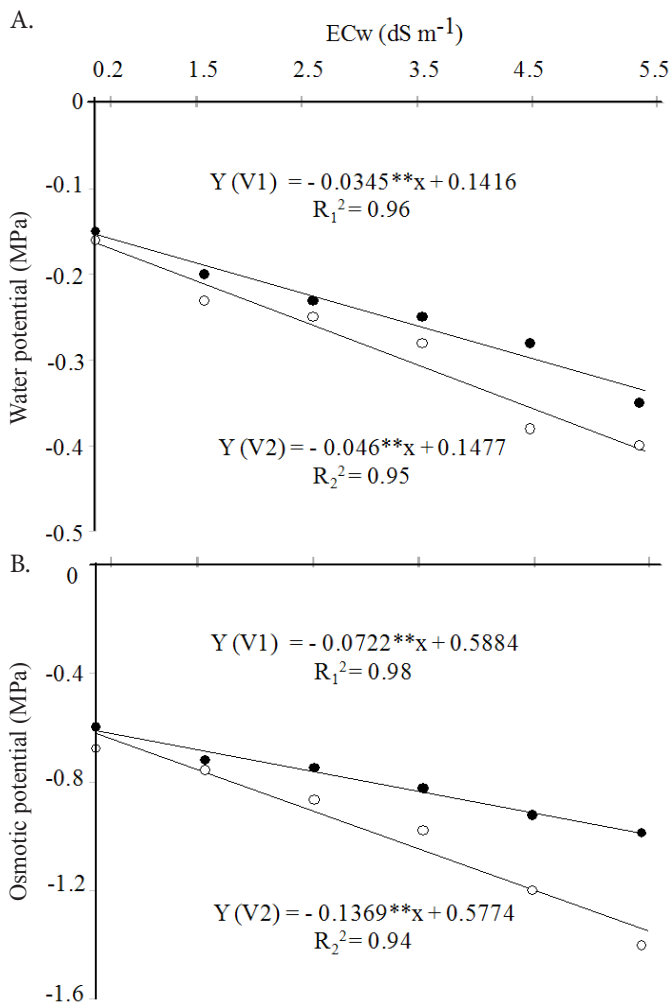 A.
ECw (dS m-1)
0.2 1.5 2.5 3.5 4.5 5.5
0
-0.1
-0.2
-0.3
-0.4
-0.5
Water potential (MPa)
Y (V1) = - 0.0345**x + 0.1416
R₁² = 0.96
Y (V2) = - 0.046**x + 0.1477
R₂² = 0.95
B.
0
-0.4
-0.8
-1.2
-1.6
Osmotic potential (MPa)
Y (V1) = - 0.0722**x + 0.5884
R₁² = 0.98
Y (V2) = - 0.1369**x + 0.5774
R₂² = 0.94